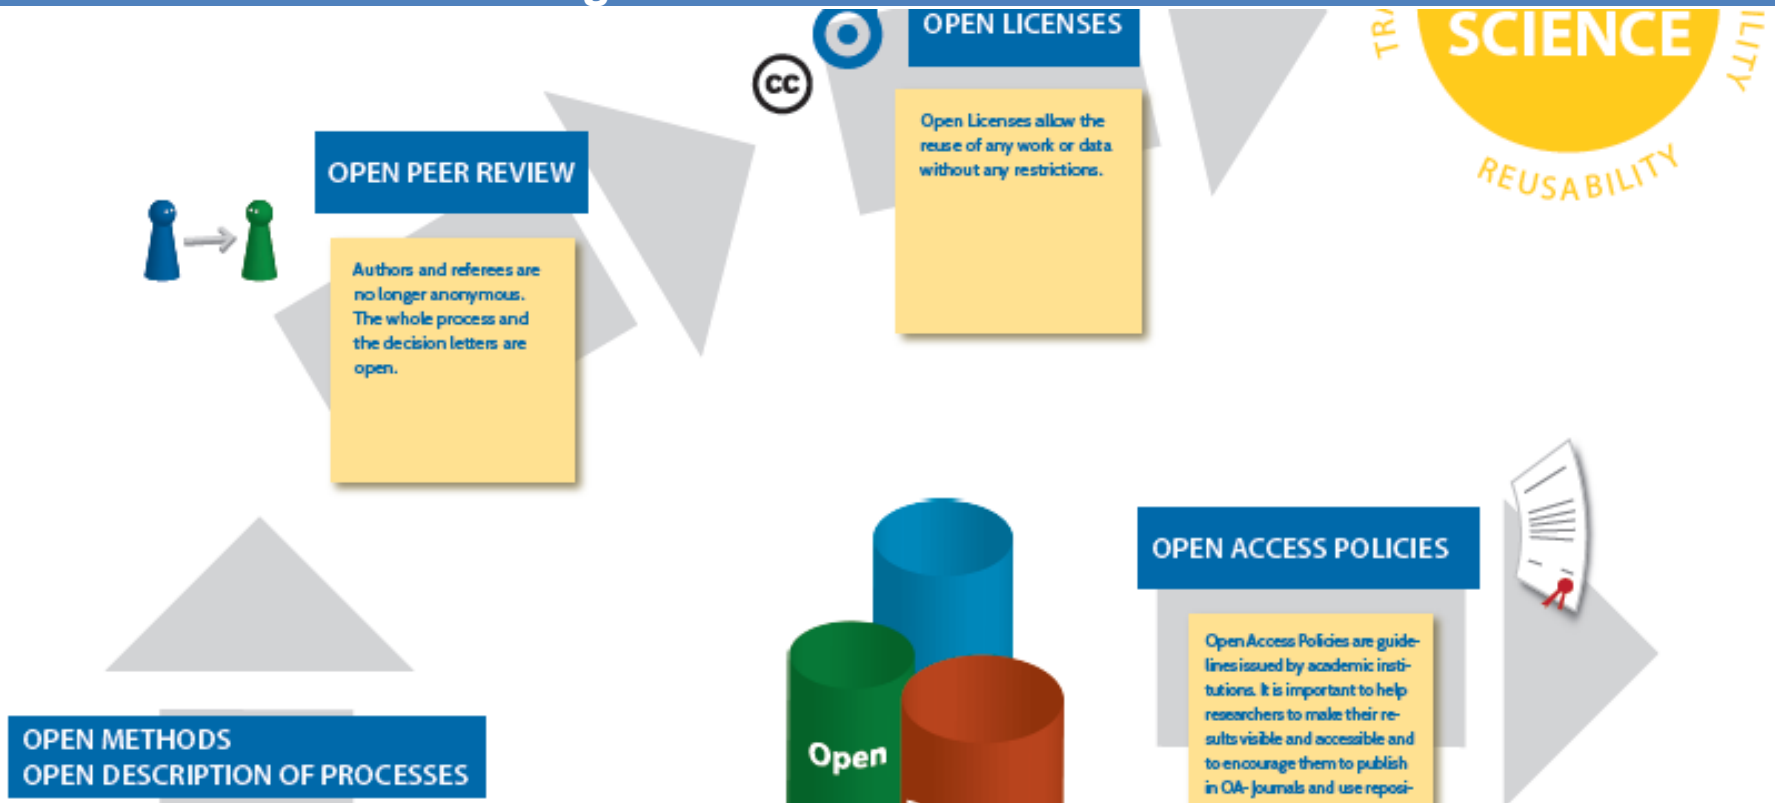 OPEN LICENSES
SCIENCE
REUSABILITY
cc
Open Licenses allow the
reuse of any work or data
without any restrictions.
OPEN PEER REVIEW
Authors and referees are
no longer anonymous.
The whole process and
the decision letters are
open.
OPEN ACCESS POLICIES
Open Access Policies are guide-
lines issued by academic insti-
tutions. It is important to help
researchers to make their re-
sults visible and accessible and
to encourage them to publish
in OA- Journals and use reposi-
Open
OPEN METHODS
OPEN DESCRIPTION OF PROCESSES